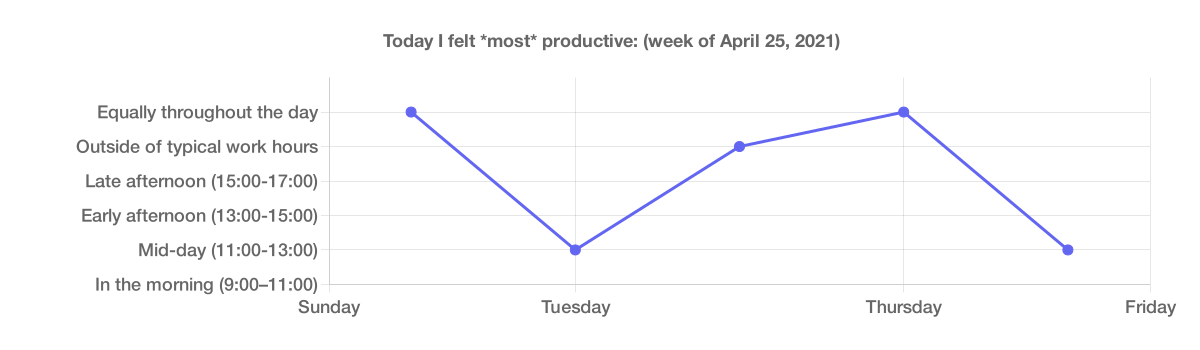 Today I felt *most* productive: (week of April 25, 2021)
Equally throughout the day
Outside of typical work hours
Late afternoon (15:00-17:00)
Early afternoon (13:00-15:00)
Mid-day (11:00-13:00)
In the morning (9:00–11:00)
Sunday Tuesday Thursday Friday